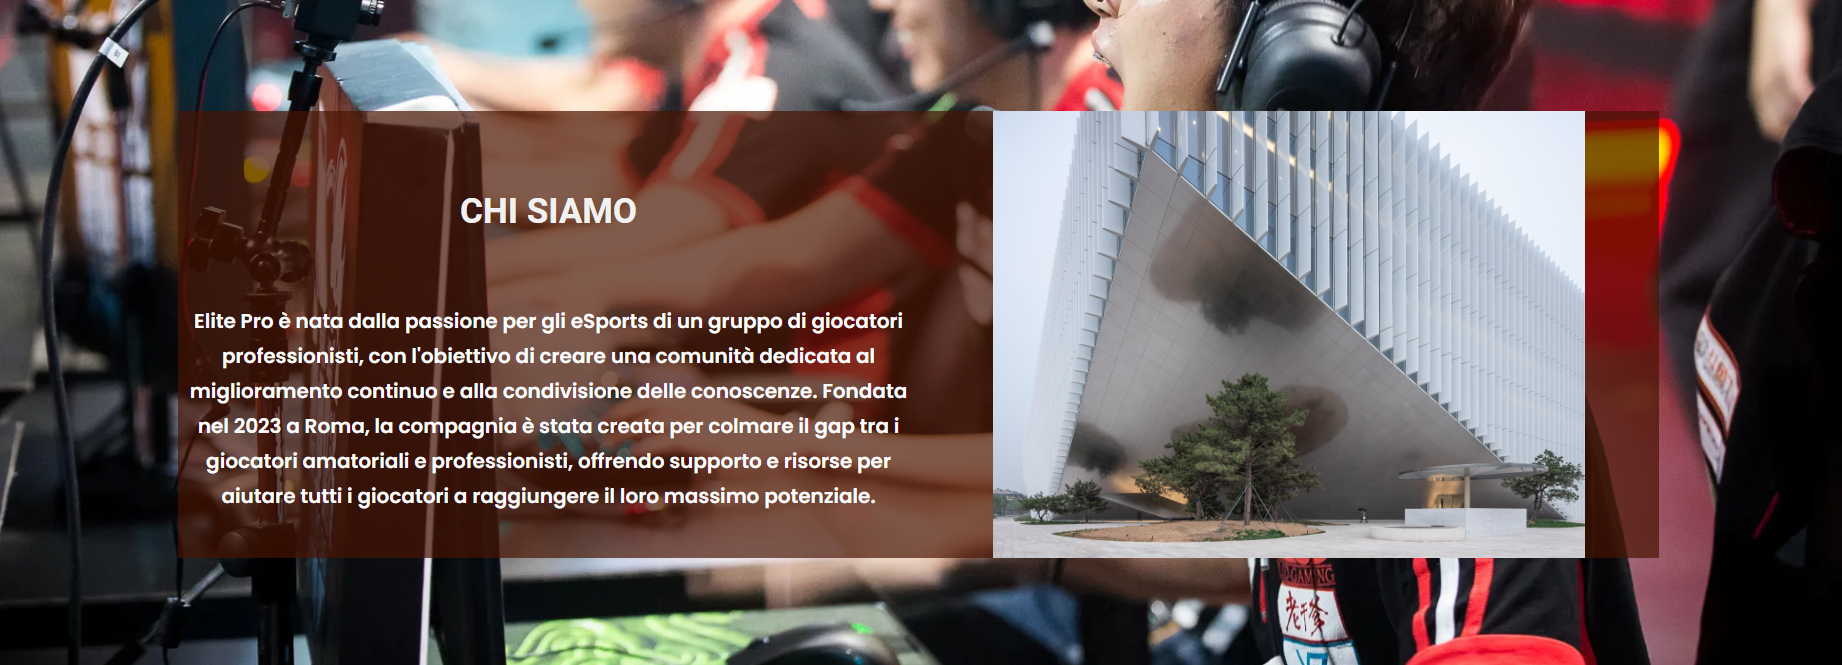 CHI SIAMO
Elite Pro è nata dalla passione per gli eSports di un gruppo di giocatori
professionisti, con l'obiettivo di creare una comunità dedicata al
miglioramento continuo e alla condivisione delle conoscenze. Fondata
nel 2023 a Roma, la compagnia è stata creata per colmare il gap tra i
giocatori amatoriali e professionisti, offrendo supporto e risorse per
aiutare tutti i giocatori a raggiungere il loro massimo potenziale.
老干爹